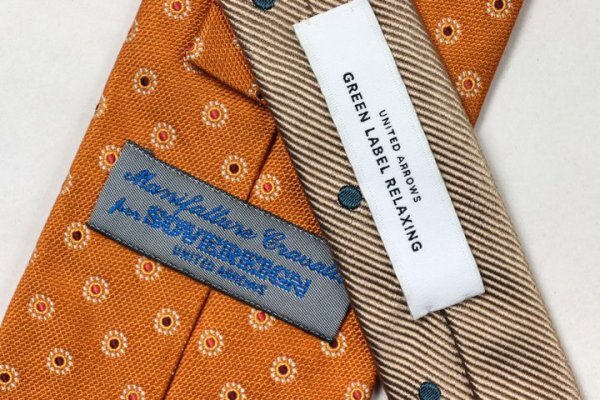 Manifatture Cravatte
for SOVEREIGN
UNITED ARROWS
UNITED ARROWS
GREEN LABEL RELAXING